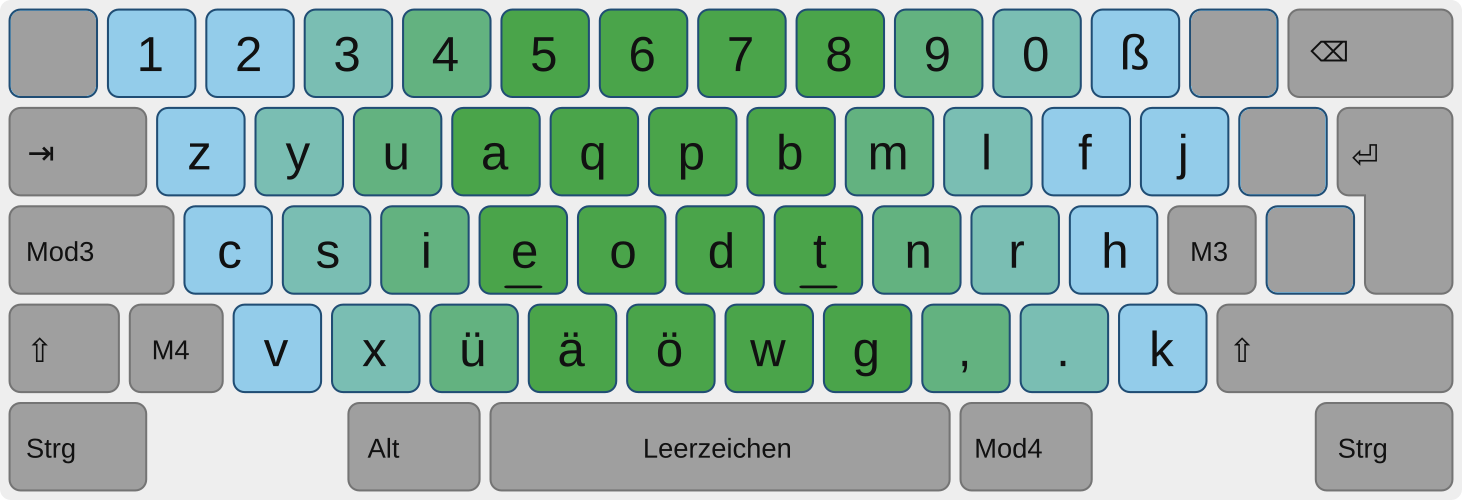 1 2 3 4 5 6 7 8 9 0 ß ⌫
⇥ z y u a q p b m l f j ⏎
Mod3 c s i e o d t n r h M3
⇧ M4 v x ü ä ö w g , . k ⇧
Strg Alt Leerzeichen Mod4 Strg